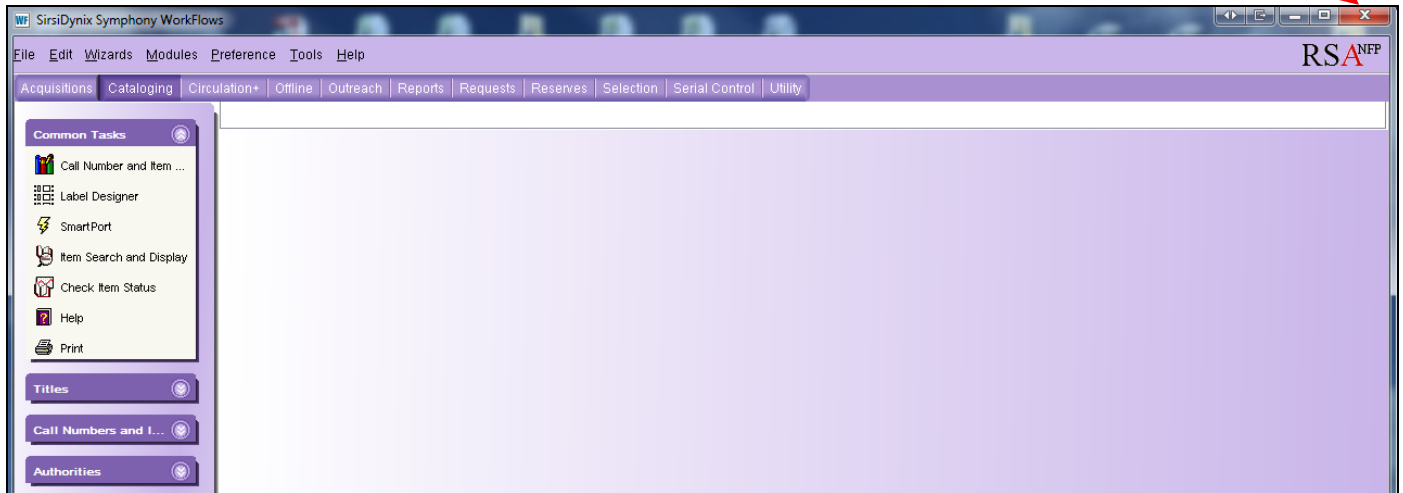 WF SirsiDynix Symphony WorkFlows
File Edit Wizards Modules Preference Tools Help
RSANFP
Acquisitions Cataloging Circulation+ Offline Outreach Reports Requests Reserves Selection Serial Control Utility
Common Tasks
Call Number and Item ...
Label Designer
SmartPort
Item Search and Display
Check Item Status
Help
Print
Titles
Call Numbers and I...
Authorities